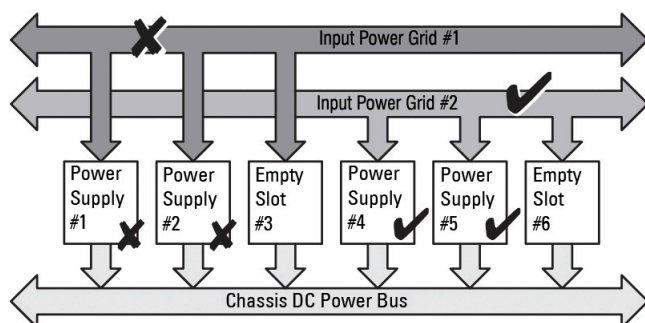 Input Power Grid #1
Input Power Grid #2
Power
Supply
#1
Power
Supply
#2
Empty
Slot
#3
Power
Supply
#4
Power
Supply
#5
Empty
Slot
#6
Chassis DC Power Bus